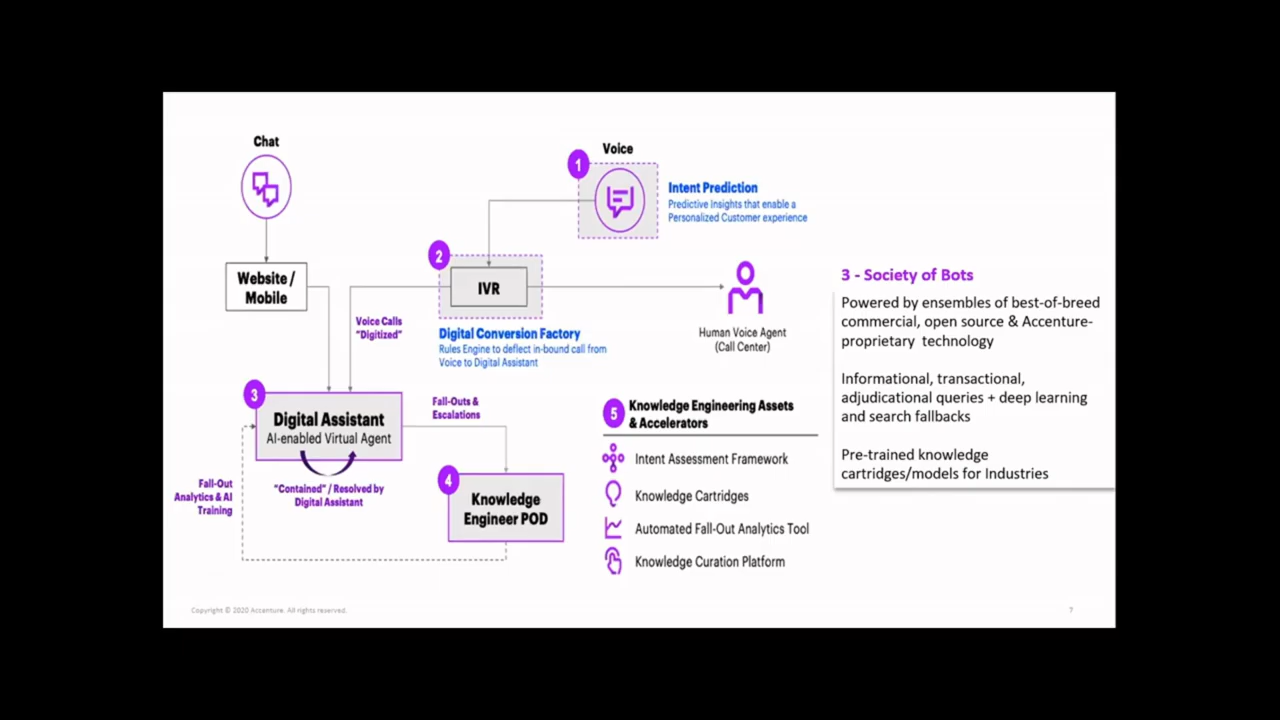 Chat
Voice
1
Intent Prediction
Predictive Insights that enable a
Personalized Customer experience
2
Website /
Mobile
IVR
Voice Calls
"Digitized"
Digital Conversion Factory
Rules Engine to deflect in-bound call from
Voice to Digital Assistant
Human Voice Agent
(Call Center)
3 - Society of Bots
Powered by ensembles of best-of-breed
commercial, open source & Accenture-
proprietary technology
Informational, transactional,
adjudicational queries + deep learning
and search fallbacks
Pre-trained knowledge
cartridges/models for Industries
3
Digital Assistant
AI-enabled Virtual Agent
Fall-Outs &
Escalations
"Contained" / Resolved by
Digital Assistant
Fall-Out
Analytics & AI
Training
4
Knowledge
Engineer POD
5
Knowledge Engineering Assets
& Accelerators
Intent Assessment Framework
Knowledge Cartridges
Automated Fall-Out Analytics Tool
Knowledge Curation Platform
Copyright © 2020 Accenture. All rights reserved.
7